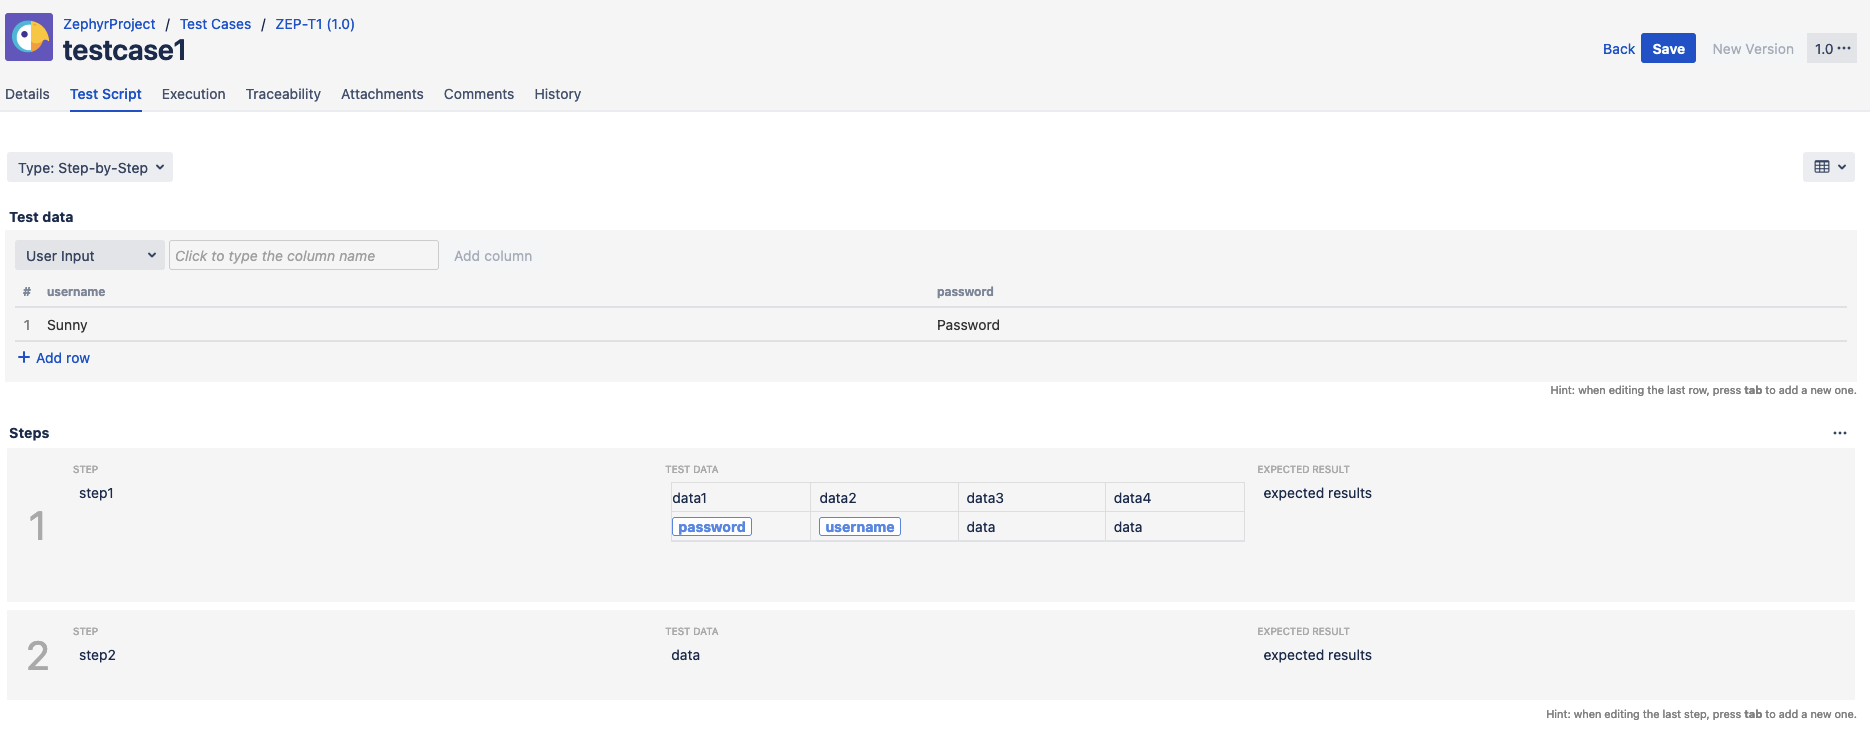 ZephyrProject / Test Cases / ZEP-T1 (1.0)
testcase1
Back Save New Version 1.0 ···
Details Test Script Execution Traceability Attachments Comments History
Type: Step-by-Step
Test data
User Input Click to type the column name Add column
# username password
1 Sunny Password
+ Add row
Hint: when editing the last row, press tab to add a new one.
Steps ···
STEP TEST DATA EXPECTED RESULT
1 step1 expected results
data1 data2 data3 data4
password username data data
STEP TEST DATA EXPECTED RESULT
2 step2 data expected results
Hint: when editing the last step, press tab to add a new one.